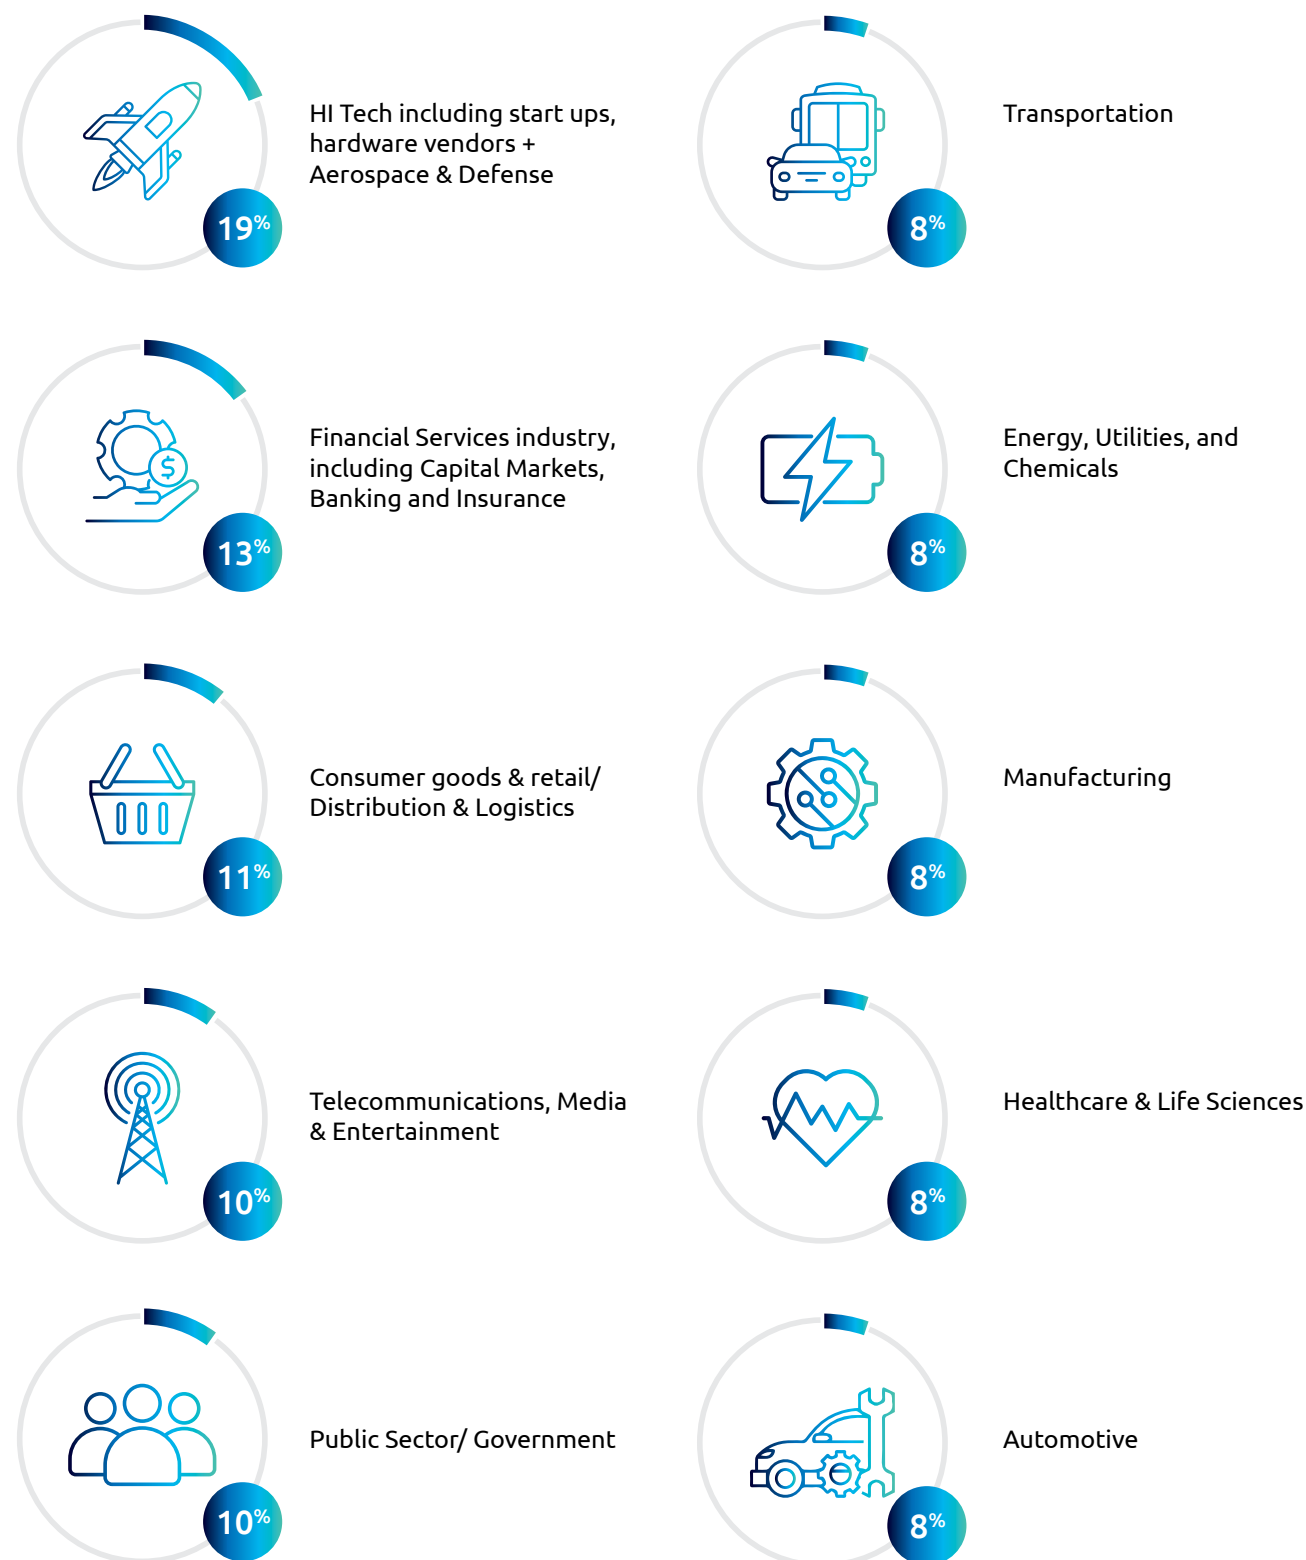 HI Tech including start ups,
hardware vendors +
Aerospace & Defense
19%
Transportation
8%
Financial Services industry,
including Capital Markets,
Banking and Insurance
$
13%
Energy, Utilities, and
Chemicals
8%
Consumer goods & retail/
Distribution & Logistics
11%
Manufacturing
8%
Telecommunications, Media
& Entertainment
10%
Healthcare & Life Sciences
8%
Public Sector/ Government
10%
Automotive
8%